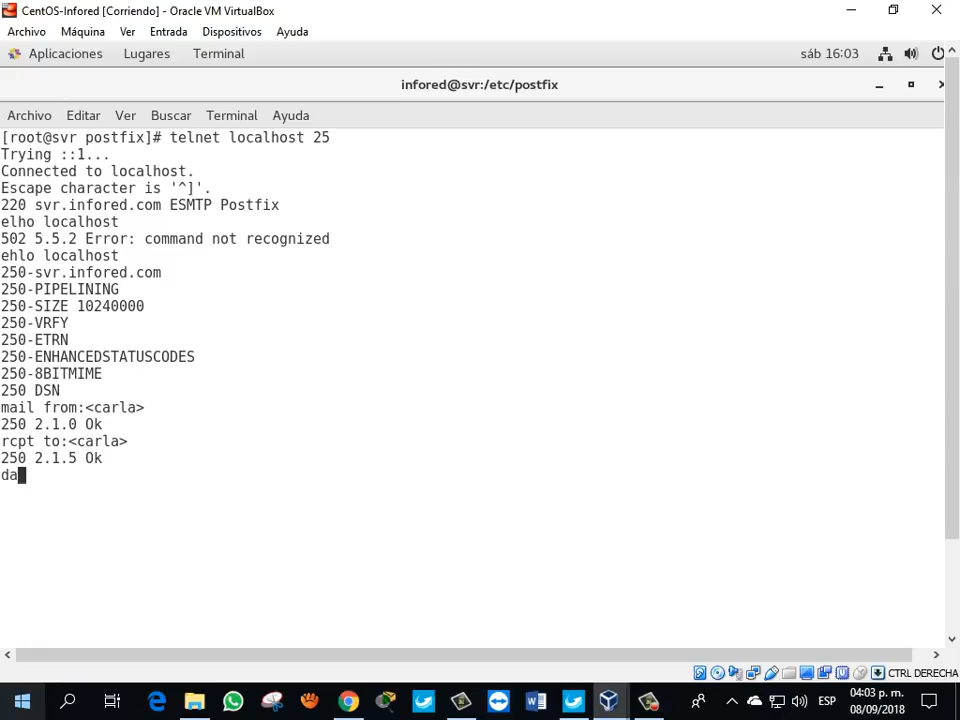 CentOS-Infored [Corriendo] - Oracle VM VirtualBox
Archivo Máquina Ver Entrada Dispositivos Ayuda
Aplicaciones Lugares Terminal sáb 16:03
infored@svr:/etc/postfix
Archivo Editar Ver Buscar Terminal Ayuda
[root@svr postfix]# telnet localhost 25
Trying ::1...
Connected to localhost.
Escape character is '^]'.
220 svr.infored.com ESMTP Postfix
elho localhost
502 5.5.2 Error: command not recognized
ehlo localhost
250-svr.infored.com
250-PIPELINING
250-SIZE 10240000
250-VRFY
250-ETRN
250-ENHANCEDSTATUSCODES
250-8BITMIME
250 DSN
mail from:<carla>
250 2.1.0 Ok
rcpt to:<carla>
250 2.1.5 Ok
da
CTRL DERECHA
ESP
04:03 p. m.
08/09/2018